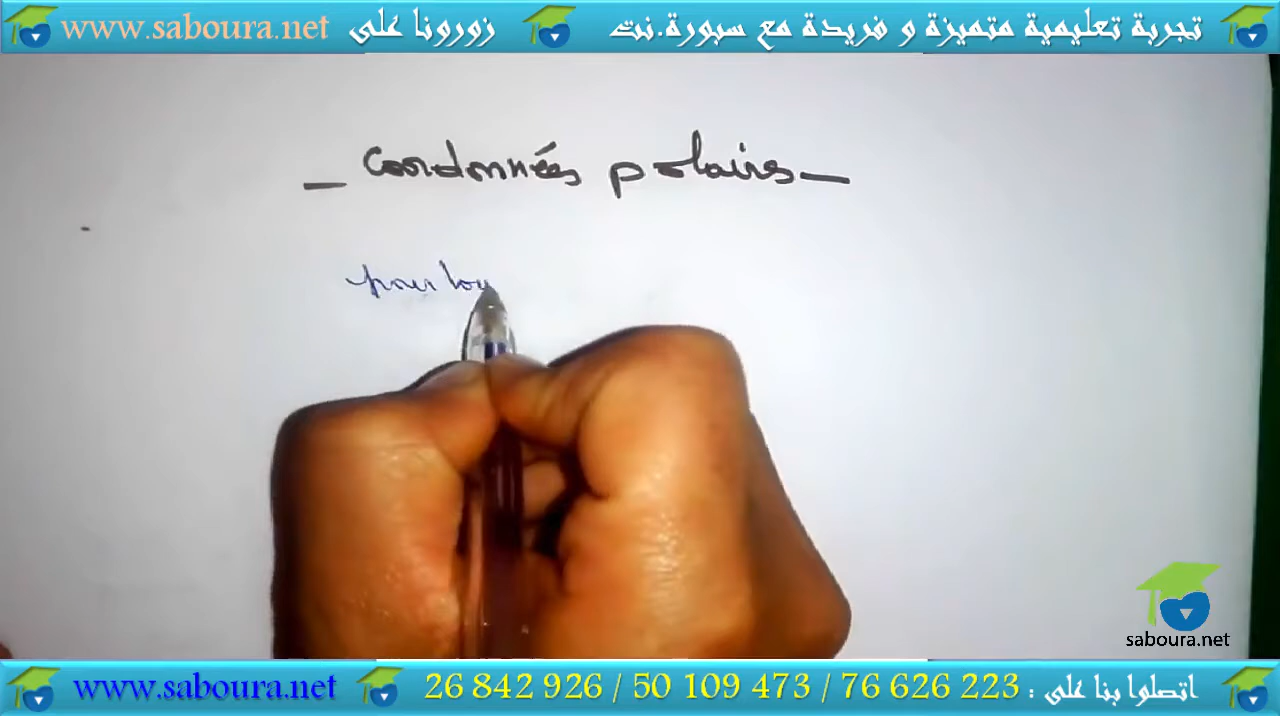 تجربة تعليمية متميزة و فريدة مع سبورة.نت زورونا على www.saboura.net
_ Coordonnées polaires _
pour tou
saboura.net
www.saboura.net اتصلوا بنا على : 26 842 926 / 50 109 473 / 76 626 223